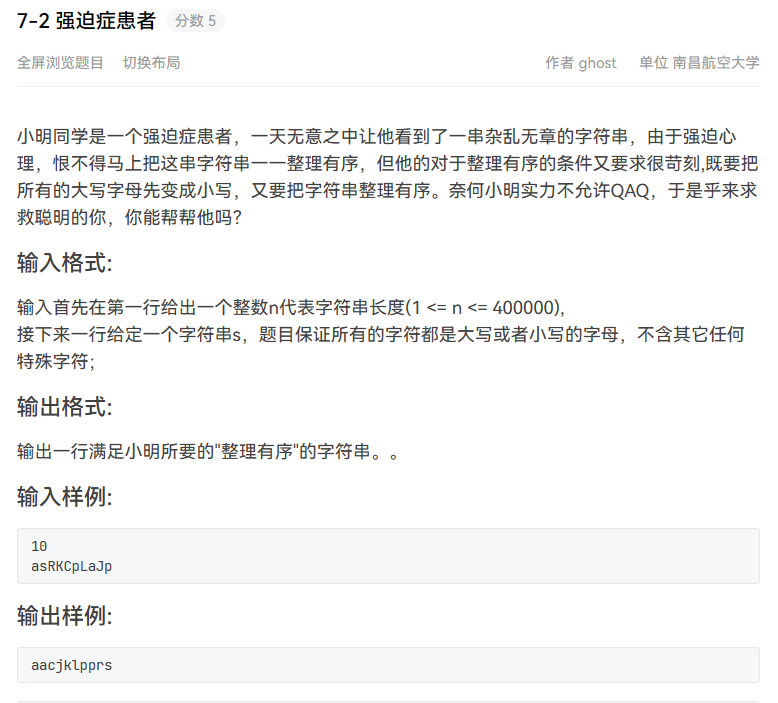 7-2 强迫症患者 分数 5
全屏浏览题目 切换布局 作者 ghost 单位 南昌航空大学
小明同学是一个强迫症患者，一天无意之中让他看到了一串杂乱无章的字符串，由于强迫心
理，恨不得马上把这串字符串一一整理有序，但他的对于整理有序的条件又要求很苛刻,既要把
所有的大写字母先变成小写，又要把字符串整理有序。奈何小明实力不允许QAQ，于是乎来求
救聪明的你，你能帮帮他吗？
输入格式:
输入首先在第一行给出一个整数n代表字符串长度(1 <= n <= 400000),
接下来一行给定一个字符串s，题目保证所有的字符都是大写或者小写的字母，不含其它任何
特殊字符；
输出格式:
输出一行满足小明所要的"整理有序"的字符串。。
输入样例:
10
asRKCpLaJp
输出样例:
aacjklpprs